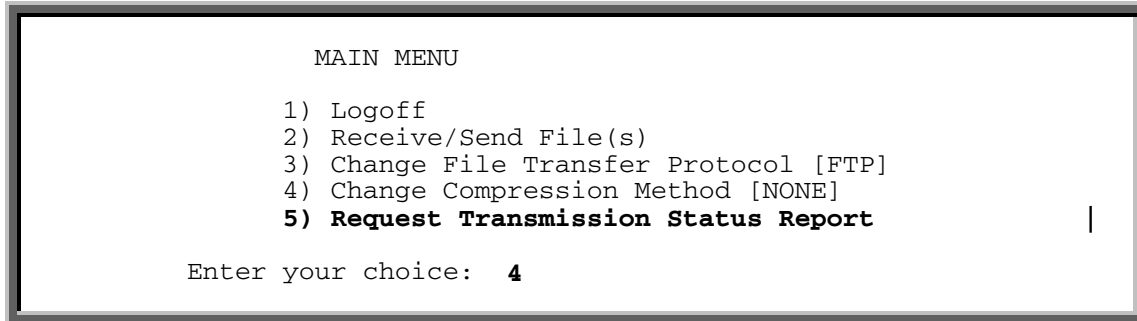 MAIN MENU
1) Logoff
2) Receive/Send File(s)
3) Change File Transfer Protocol [FTP]
4) Change Compression Method [NONE]
5) Request Transmission Status Report |
Enter your choice: 4